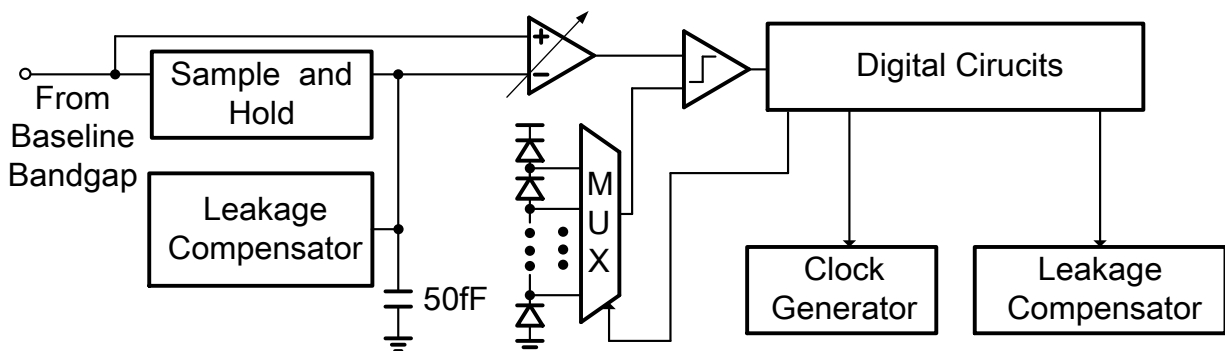 From
Baseline
Bandgap
Sample and
Hold
Leakage
Compensator
50fF
+
-
M
U
X
Digital Cirucits
Clock
Generator
Leakage
Compensator